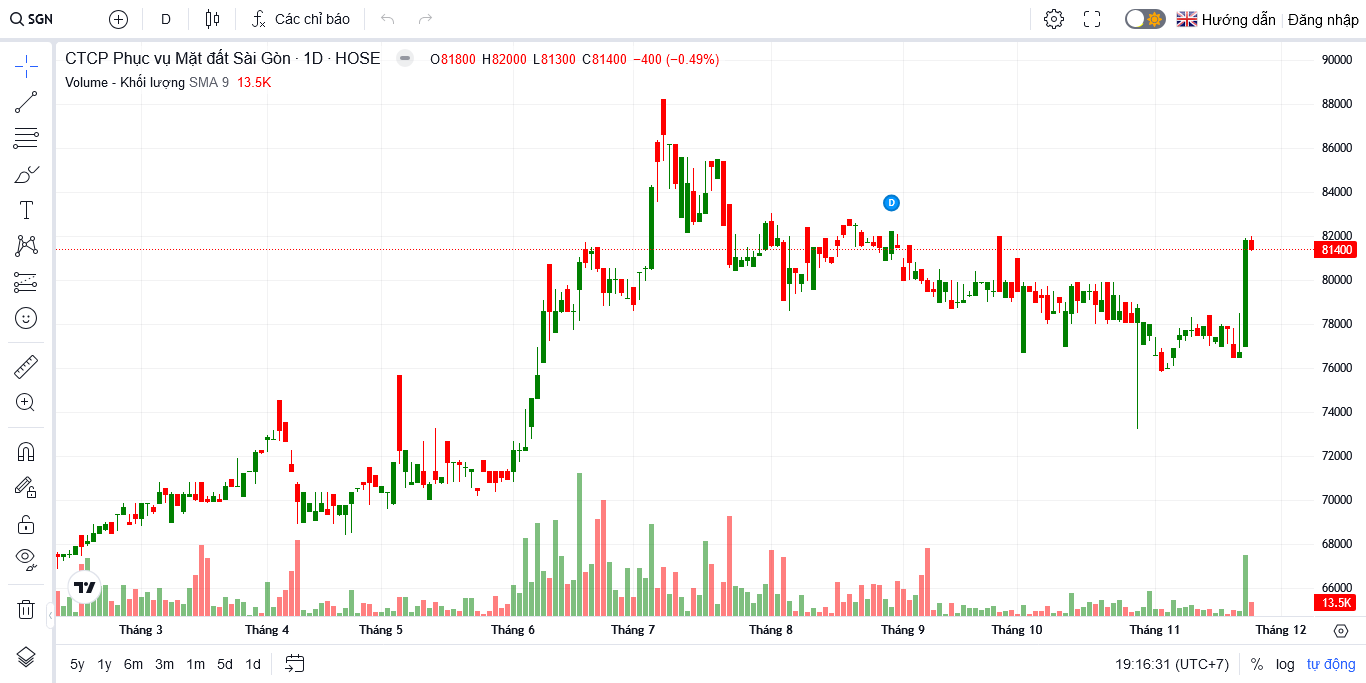 SGN D Các chỉ báo Hướng dẫn Đăng nhập
CTCP Phục vụ Mặt đất Sài Gòn · 1D · HOSE O81800 H82000 L81300 C81400 −400 (−0.49%)
Volume - Khối lượng SMA 9 13.5K
90000
88000
86000
84000
D
82000
81400
80000
78000
76000
74000
72000
70000
68000
66000
13.5K
Tháng 3 Tháng 4 Tháng 5 Tháng 6 Tháng 7 Tháng 8 Tháng 9 Tháng 10 Tháng 11 Tháng 12
5y 1y 6m 3m 1m 5d 1d 19:16:31 (UTC+7) % log tự động